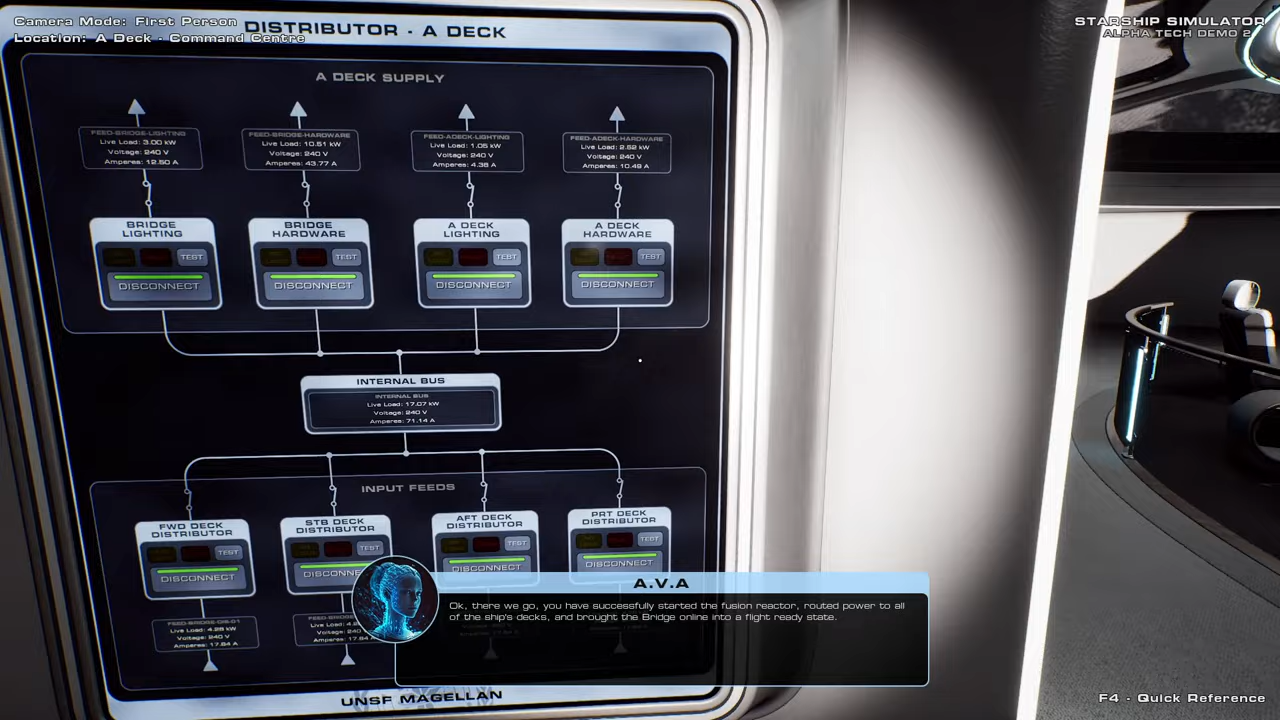 Camera Mode: First Person
Location: A Deck - Command Centre
DISTRIBUTOR - A DECK
STARSHIP SIMULATOR
ALPHA TECH DEMO 2
A DECK SUPPLY
FEED-BRIDGE-LIGHTING
Live Load: 3.00 kW
Voltage: 240 V
Amperes: 12.50 A
FEED-BRIDGE-HARDWARE
Live Load: 10.51 kW
Voltage: 240 V
Amperes: 43.77 A
FEED-ADECK-LIGHTING
Live Load: 1.05 kW
Voltage: 240 V
Amperes: 4.38 A
FEED-ADECK-HARDWARE
Live Load: 2.52 kW
Voltage: 240 V
Amperes: 10.49 A
BRIDGE
LIGHTING
TEST
DISCONNECT
BRIDGE
HARDWARE
TEST
DISCONNECT
A DECK
LIGHTING
TEST
DISCONNECT
A DECK
HARDWARE
TEST
DISCONNECT
INTERNAL BUS
INTERNAL BUS
Live Load: 17.07 kW
Voltage: 240 V
Amperes: 71.14 A
INPUT FEEDS
FWD DECK
DISTRIBUTOR
TEST
DISCONNECT
STB DECK
DISTRIBUTOR
TEST
AFT DECK
DISTRIBUTOR
TEST
DISCONNECT
PRT DECK
DISTRIBUTOR
TEST
DISCONNECT
FEED-BRIDGE-DIS-01
Live Load: 4.28 kW
Voltage: 240 V
Amperes: 17.84 A
A.V.A
Ok, there we go, you have successfully started the fusion reactor, routed power to all
of the ship's decks, and brought the Bridge online into a flight ready state.
UNSF MAGELLAN
F4 - Quick Reference